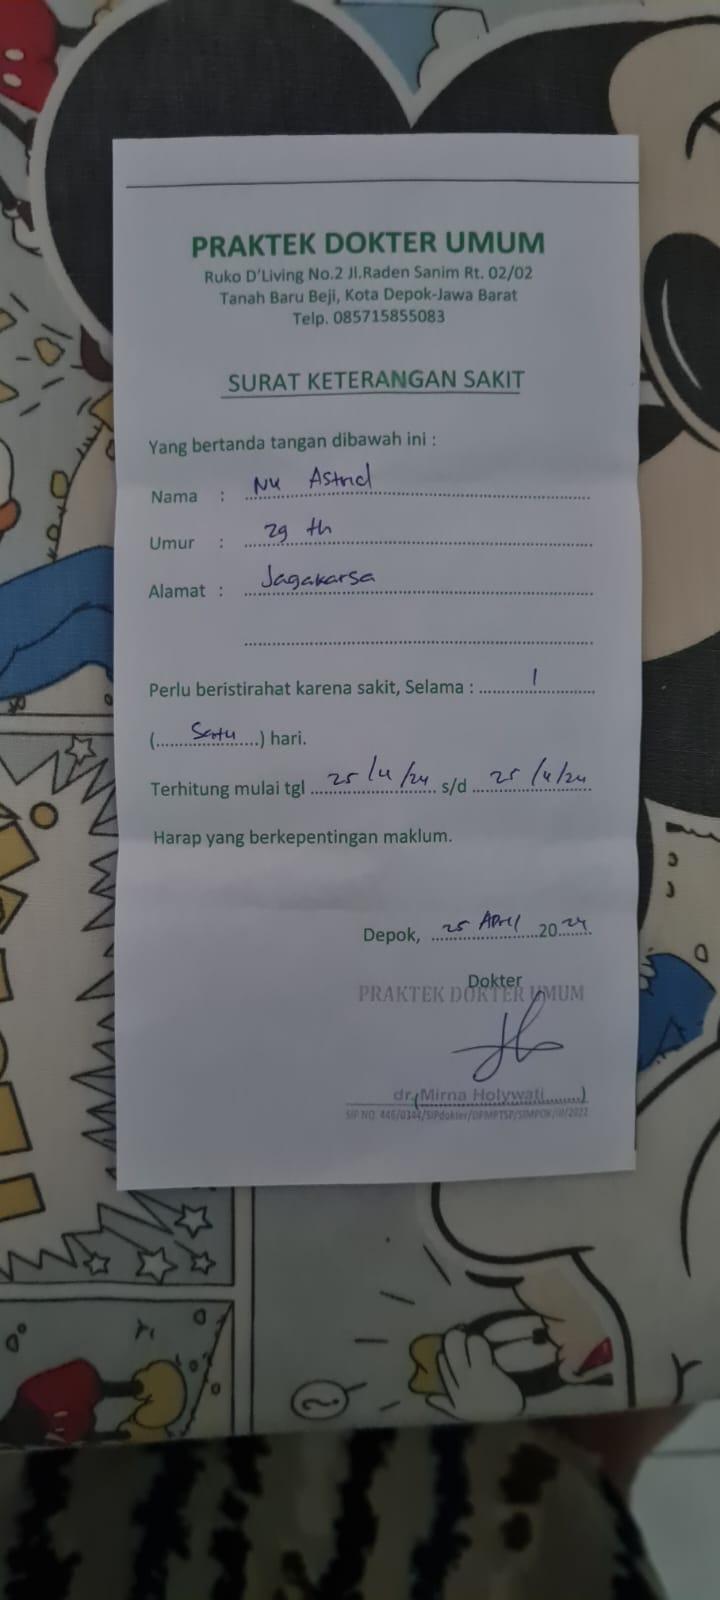 PRAKTEK DOKTER UMUM
Ruko D'Living No.2 Jl.Raden Sanim Rt. 02/02
Tanah Baru Beji, Kota Depok-Jawa Barat
Telp. 085715855083
SURAT KETERANGAN SAKIT
Yang bertanda tangan dibawah ini :
Nama : Astrid
Umur : 29 th
Alamat : Jagakarsa
Perlu beristirahat karena sakit, Selama : 1
(Satu) hari.
Terhitung mulai tgl 25/4/24 s/d 25/4/24
Harap yang berkepentingan maklum.
Depok, 25 April 2024
Dokter
PRAKTEK DOKTER UMUM
dr. Mirna Holywati
SIP NO. 446/0344/SIPdokter/DPMPTSP/SIMPOK/III/2022